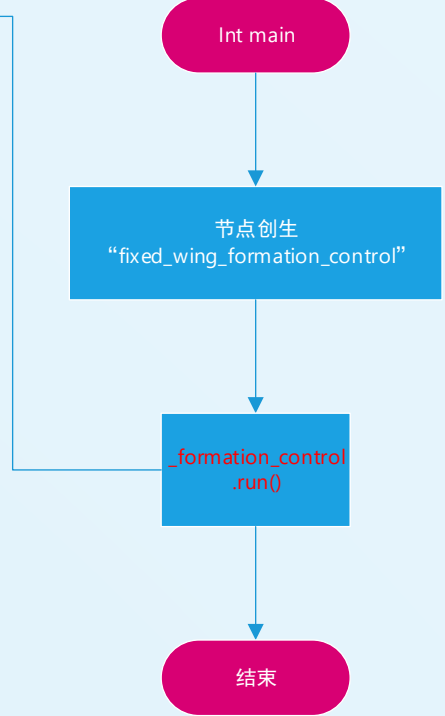 Int main
节点创生
“fixed_wing_formation_control”
_formation_control
.run()
结束